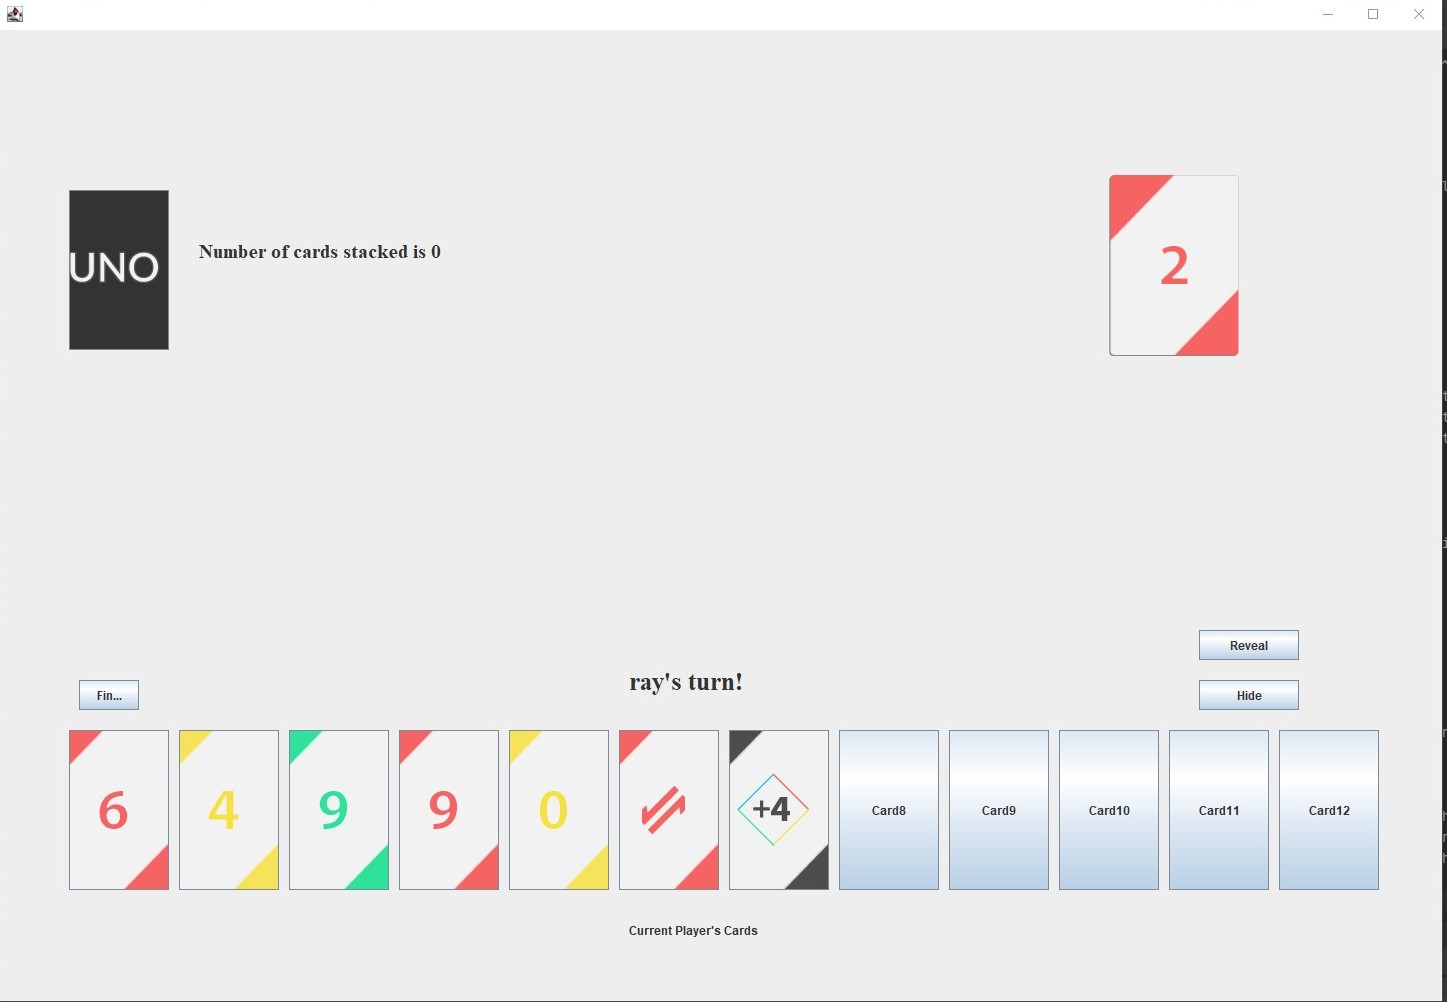 UNO
Number of cards stacked is 0
2
Reveal
ray's turn!
Fin...
Hide
6
4
9
9
0
+4
Card8
Card9
Card10
Card11
Card12
Current Player's Cards